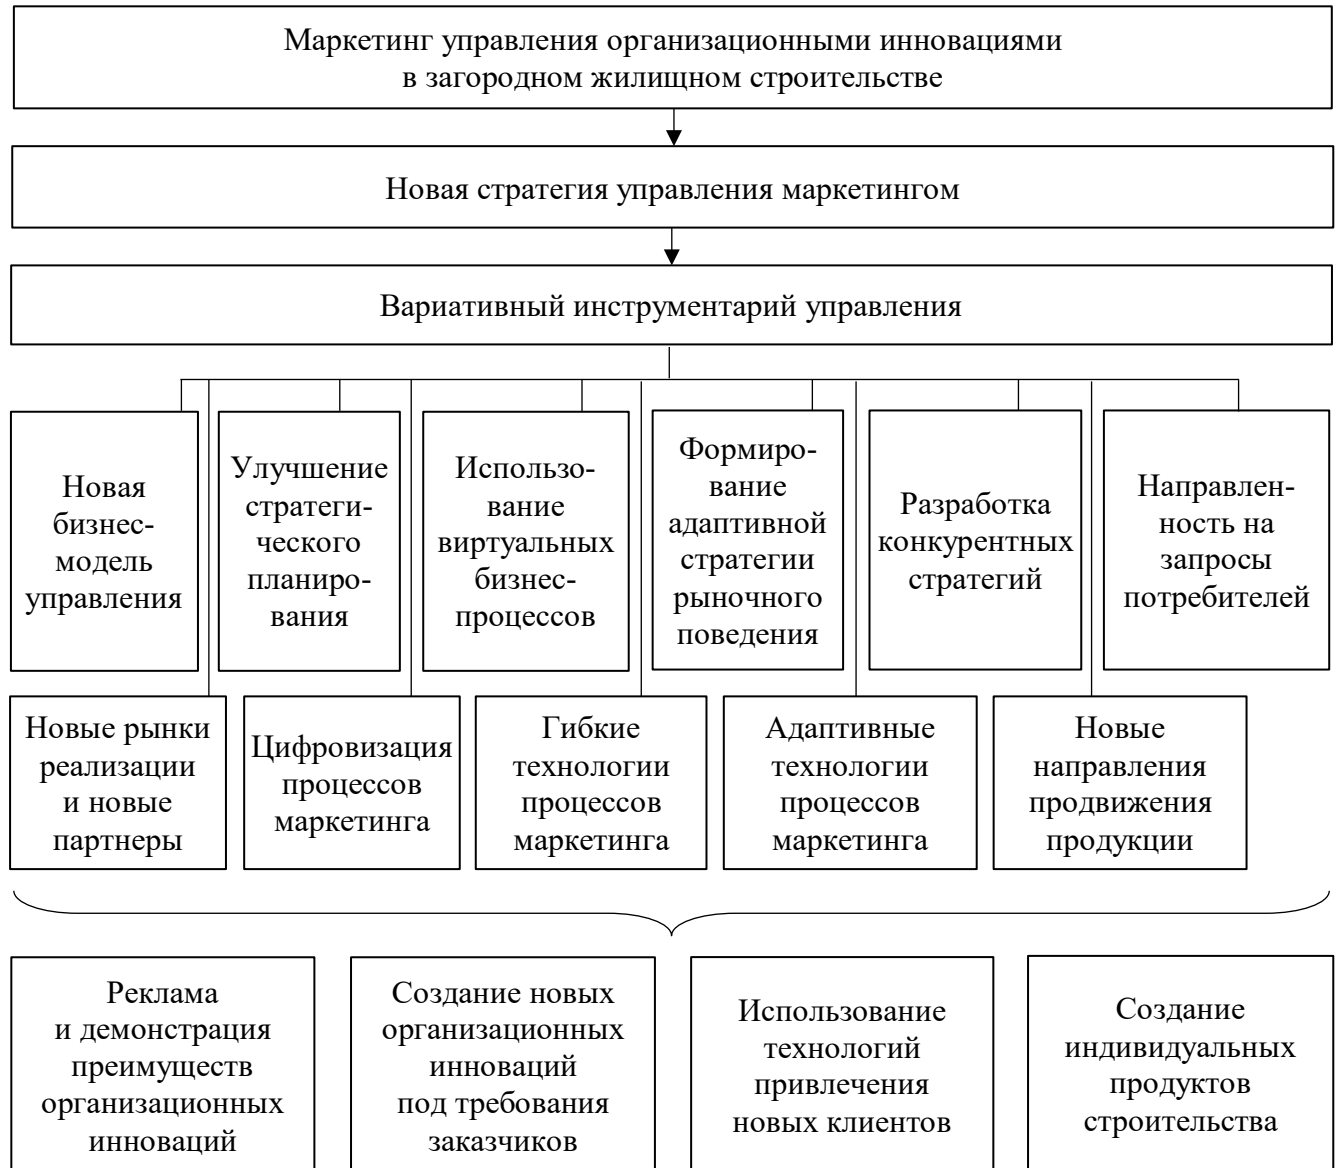 Маркетинг управления организационными инновациями
в загородном жилищном строительстве
Новая стратегия управления маркетингом
Вариативный инструментарий управления
Новая
бизнес-
модель
управления
Улучшение
стратеги-
ческого
планиро-
вания
Использо-
вание
виртуальных
бизнес-
процессов
Формиро-
вание
адаптивной
стратегии
рыночного
поведения
Разработка
конкурентных
стратегий
Направлен-
ность на
запросы
потребителей
Новые рынки
реализации
и новые
партнеры
Цифровизация
процессов
маркетинга
Гибкие
технологии
процессов
маркетинга
Адаптивные
технологии
процессов
маркетинга
Новые
направления
продвижения
продукции
Реклама
и демонстрация
преимуществ
организационных
инноваций
Создание новых
организационных
инноваций
под требования
заказчиков
Использование
технологий
привлечения
новых клиентов
Создание
индивидуальных
продуктов
строительства